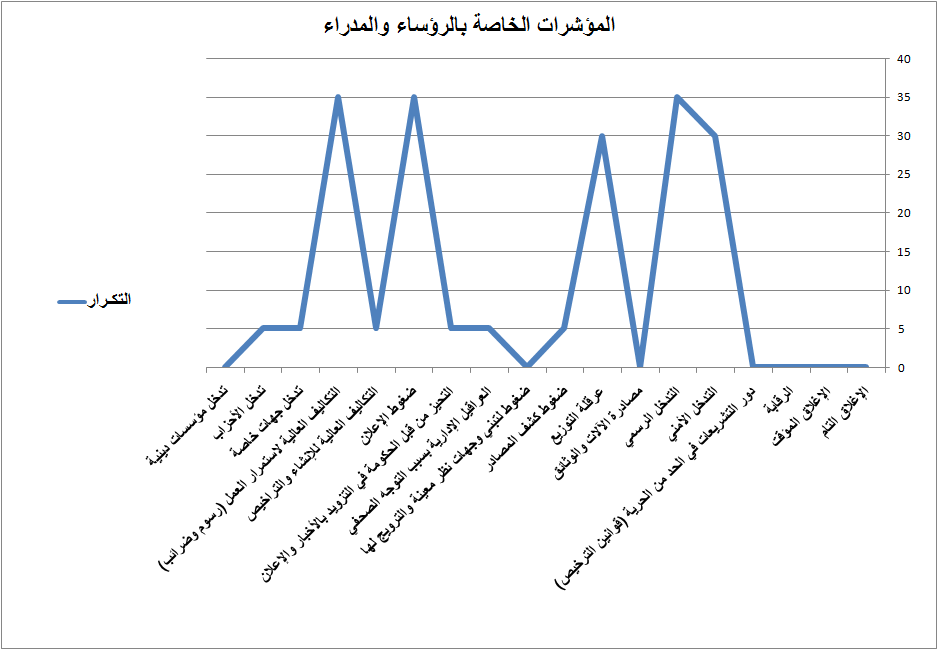 المؤشرات الخاصة بالرؤساء والمدراء
40
35
30
25
20
15
10
5
0
الإغلاق التام
الإغلاق المؤقت
الرقابة
دور التشريعات في الحد من الحرية (قوانين الترخيص)
التدخل الأمني
التدخل الرسمي
مصادرة الآلات والوثائق
عرقلة التوزيع
ضغوط كشف المصادر
ضغوط لتبني وجهات نظر معينة والترويج لها
العراقيل الإدارية بسبب التوجه الصحفي
التحيز من قبل الحكومة في التزويد بالأخبار والإعلان
ضغوط الإعلان
التكاليف العالية للإنشاء والتراخيص
التكاليف العالية لاستمرار العمل (رسوم وضرائب)
تدخل جهات خاصة
تدخل الأحزاب
تدخل مؤسسات دينية
التكرار